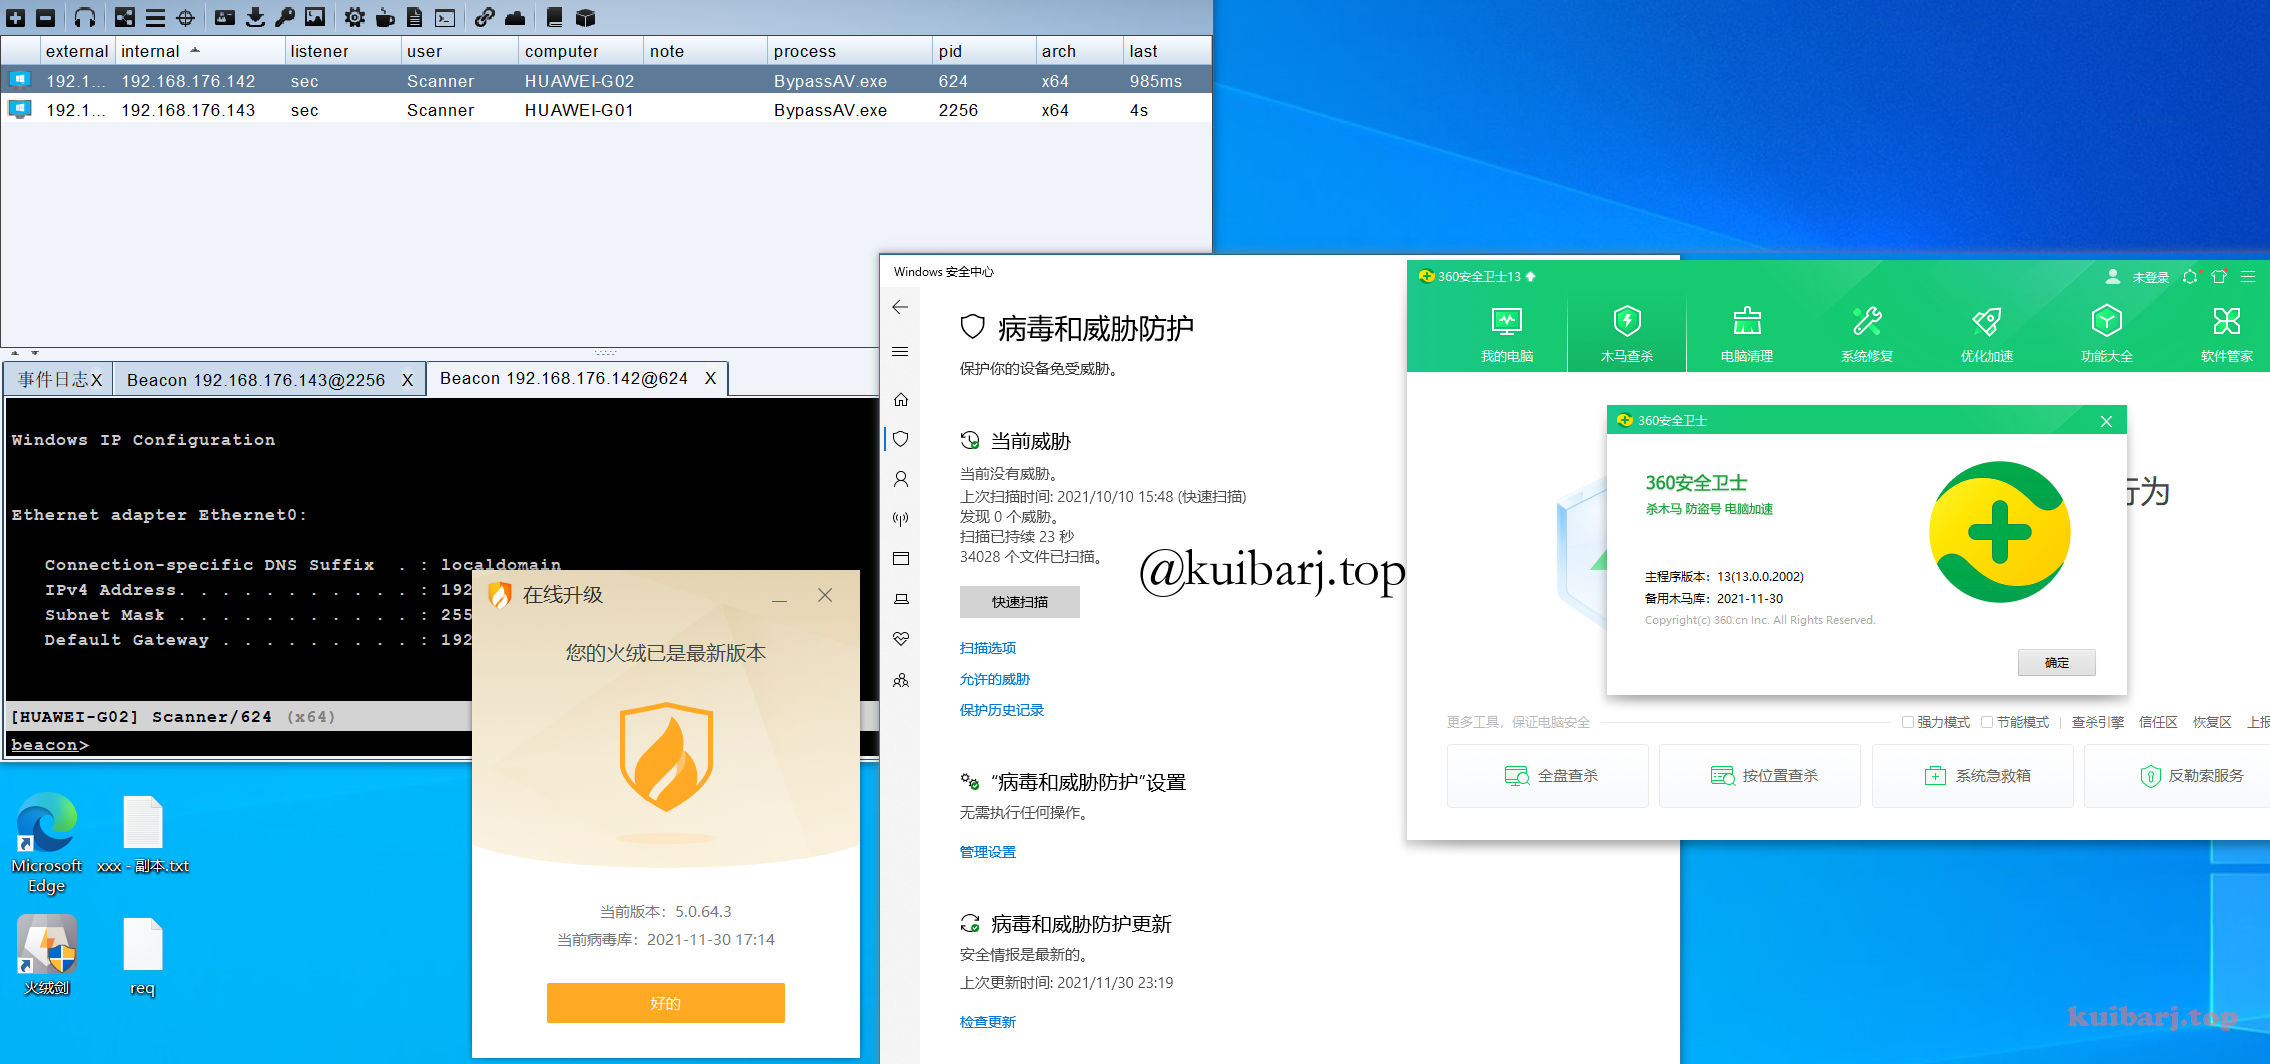 external internal listener user computer note process pid arch last
192.1... 192.168.176.142 sec Scanner HUAWEI-G02 BypassAV.exe 624 x64 985ms
192.1... 192.168.176.143 sec Scanner HUAWEI-G01 BypassAV.exe 2256 x64 4s
事件日志 X Beacon 192.168.176.143@2256 X Beacon 192.168.176.142@624 X
Windows IP Configuration
Ethernet adapter Ethernet0:
Connection-specific DNS Suffix . : localdomain
IPv4 Address. . . . . . . . . . . : 192
Subnet Mask . . . . . . . . . . . : 255
Default Gateway . . . . . . . . . : 192
[HUAWEI-G02] Scanner/624 (x64)
beacon>
Microsoft Edge
xxx - 副本.txt
火绒剑
req
在线升级
您的火绒已是最新版本
当前版本：5.0.64.3
当前病毒库：2021-11-30 17:14
好的
Windows 安全中心
病毒和威胁防护
保护你的设备免受威胁。
当前威胁
当前没有威胁。
上次扫描时间: 2021/10/10 15:48 (快速扫描)
发现 0 个威胁。
扫描已持续 23 秒
34028 个文件已扫描。
快速扫描
扫描选项
允许的威胁
保护历史记录
“病毒和威胁防护”设置
无需执行任何操作。
管理设置
病毒和威胁防护更新
安全情报是最新的。
上次更新时间: 2021/11/30 23:19
检查更新
@kuibarj.top
360安全卫士13
未登录
我的电脑 木马查杀 电脑清理 系统修复 优化加速 功能大全 软件管家
360安全卫士
360安全卫士
杀木马 防盗号 电脑加速
主程序版本：13(13.0.0.2002)
备用木马库：2021-11-30
Copyright(c) 360.cn Inc. All Rights Reserved.
确定
行为
更多工具，保证电脑安全
强力模式 节能模式 | 查杀引擎 信任区 恢复区 上报
全盘查杀 按位置查杀 系统急救箱 反勒索服务
kuibarj.top